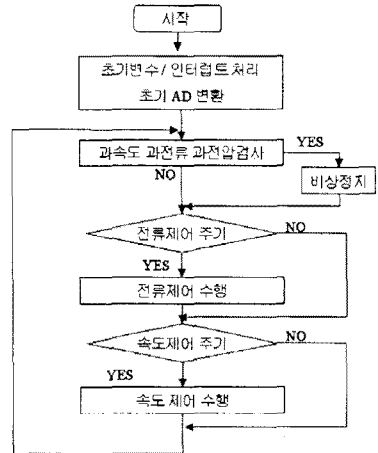 시작
초기변수 / 인터럽트 처리
초기 AD 변환
과속도 과전류 과전압검사
YES
NO
비상정지
전류제어 주기
NO
YES
전류제어 수행
속도제어 주기
NO
YES
속도 제어 수행